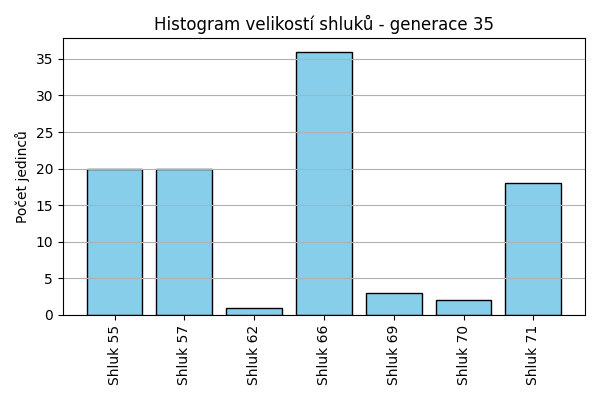 Histogram velikostí shluků - generace 35
Počet jedinců
35
30
25
20
15
10
5
0
Shluk 55
Shluk 57
Shluk 62
Shluk 66
Shluk 69
Shluk 70
Shluk 71